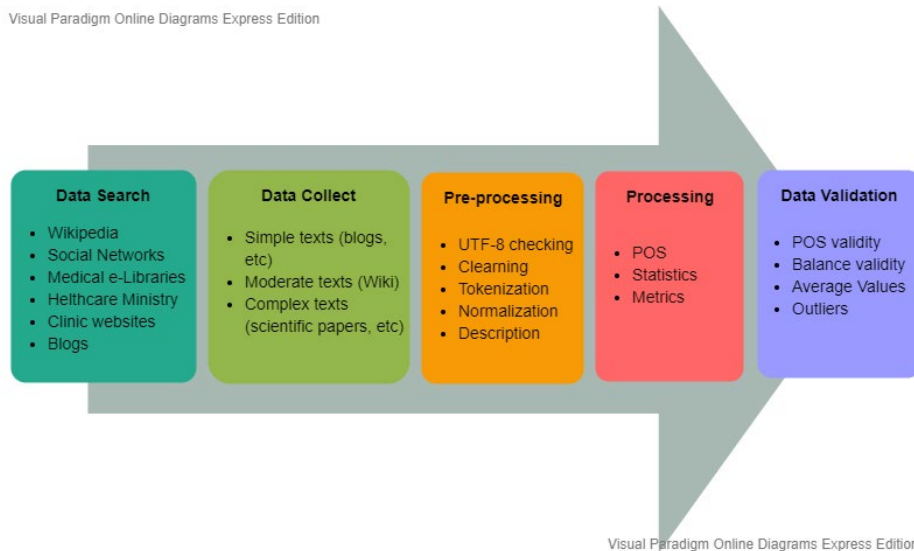 Visual Paradigm Online Diagrams Express Edition
Data Search
• Wikipedia
• Social Networks
• Medical e-Libraries
• Helthcare Ministry
• Clinic websites
• Blogs
Data Collect
• Simple texts (blogs,
etc)
• Moderate texts (Wiki)
• Complex texts
(scientific papers, etc)
Pre-processing
• UTF-8 checking
• Clearning
• Tokenization
• Normalization
• Description
Processing
• POS
• Statistics
• Metrics
Data Validation
• POS validity
• Balance validity
• Average Values
• Outliers
Visual Paradigm Online Diagrams Express Edition